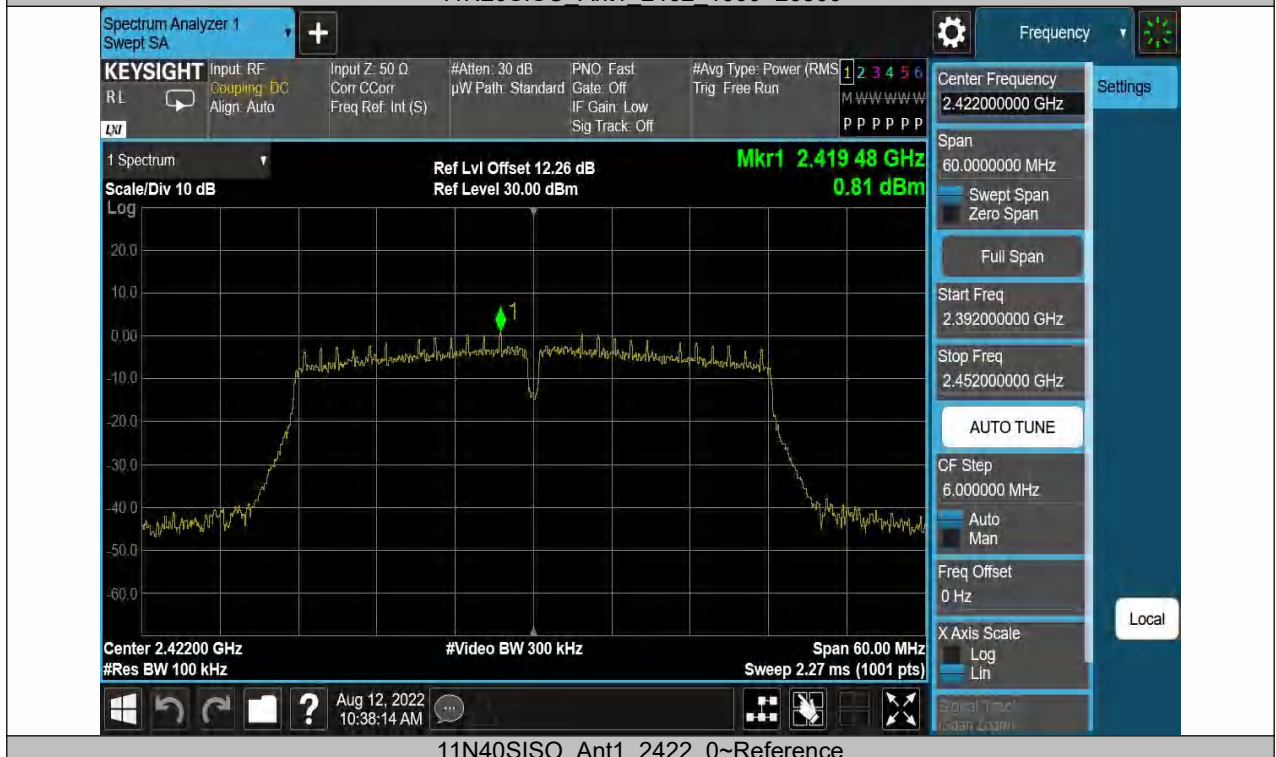 Spectrum Analyzer 1
Swept SA
Frequency
KEYSIGHT
RL
LXI
Input: RF
Coupling: DC
Align: Auto
Input Z: 50 Ω
Corr CCorr
Freq Ref: Int (S)
#Atten: 30 dB
µW Path: Standard
PNO: Fast
Gate: Off
IF Gain: Low
Sig Track: Off
#Avg Type: Power (RMS
Trig: Free Run
1 2 3 4 5 6
M W W W W W
P P P P P P
1 Spectrum
Scale/Div 10 dB
Ref Lvl Offset 12.26 dB
Ref Level 30.00 dBm
Mkr1 2.419 48 GHz
0.81 dBm
Log
20.0
10.0
0.00
-10.0
-20.0
-30.0
-40.0
-50.0
-60.0
1
Center 2.42200 GHz
#Res BW 100 kHz
#Video BW 300 kHz
Span 60.00 MHz
Sweep 2.27 ms (1001 pts)
Center Frequency
2.422000000 GHz
Settings
Span
60.0000000 MHz
Swept Span
Zero Span
Full Span
Start Freq
2.392000000 GHz
Stop Freq
2.452000000 GHz
AUTO TUNE
CF Step
6.000000 MHz
Auto
Man
Freq Offset
0 Hz
X Axis Scale
Log
Lin
Signal Track
(Span Zoom)
Local
?
Aug 12, 2022
10:38:14 AM
11N40SISO_Ant1_2422_0~Reference